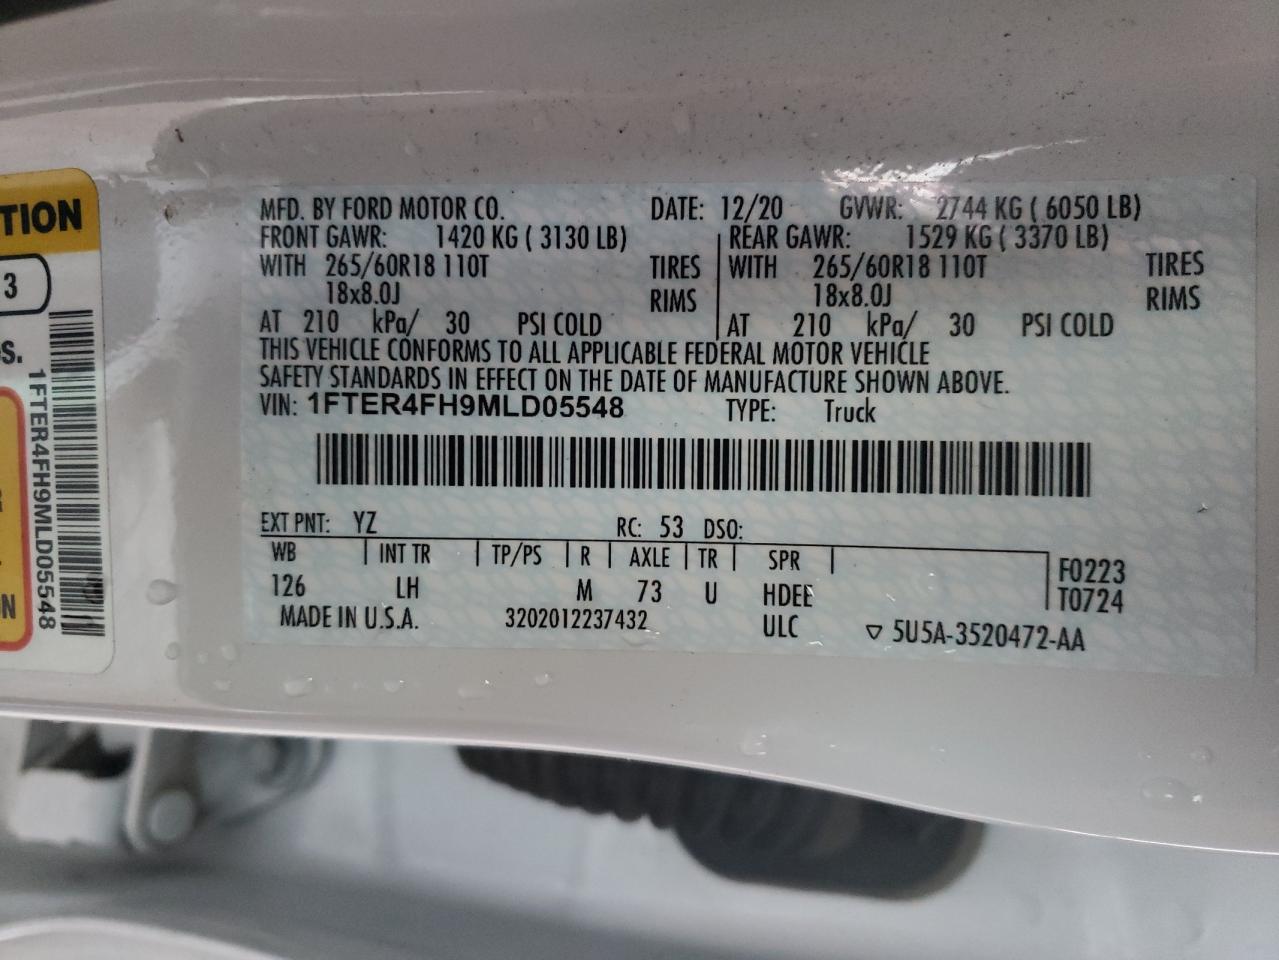 TION
3
S.
N
1FTER4FH9MLD05548
MFD. BY FORD MOTOR CO. DATE: 12/20 GVWR: 2744 KG ( 6050 LB)
FRONT GAWR: 1420 KG ( 3130 LB) REAR GAWR: 1529 KG ( 3370 LB)
WITH 265/60R18 110T TIRES WITH 265/60R18 110T TIRES
18x8.0J RIMS 18x8.0J RIMS
AT 210 kPa/ 30 PSI COLD AT 210 kPa/ 30 PSI COLD
THIS VEHICLE CONFORMS TO ALL APPLICABLE FEDERAL MOTOR VEHICLE
SAFETY STANDARDS IN EFFECT ON THE DATE OF MANUFACTURE SHOWN ABOVE.
VIN: 1FTER4FH9MLD05548 TYPE: Truck
EXT PNT: YZ RC: 53 DSO:
WB INT TR TP/PS R AXLE TR SPR F0223
126 LH M 73 U HDEE T0724
MADE IN U.S.A. 3202012237432 ULC ▽ 5U5A-3520472-AA